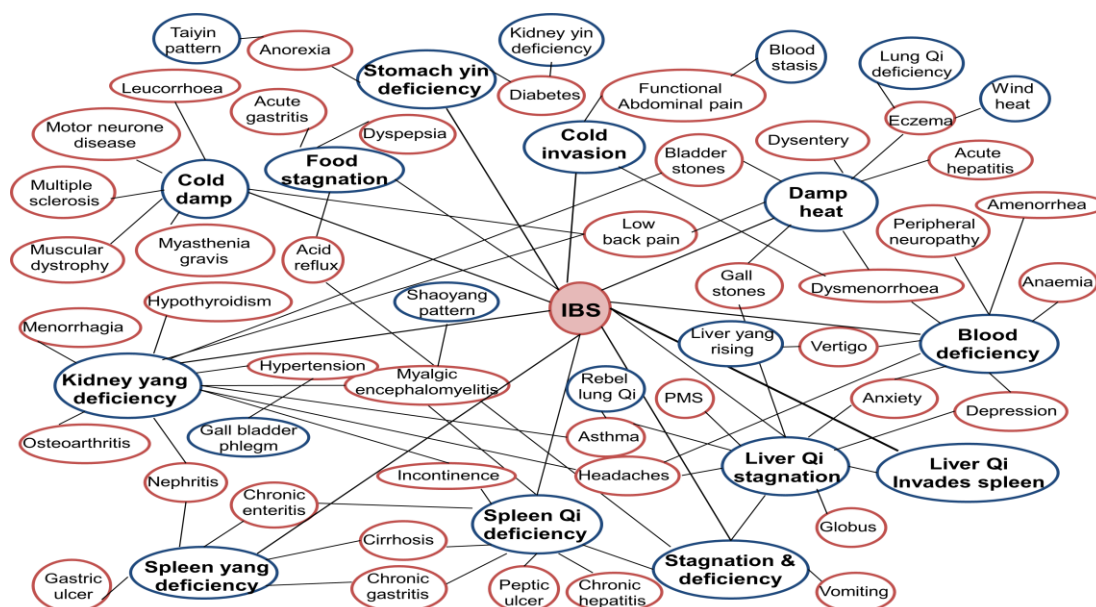 Taiyin
pattern
Anorexia
Stomach yin
deficiency
Kidney yin
deficiency
Diabetes
Blood
stasis
Lung Qi
deficiency
Wind
heat
Leucorrhoea
Acute
gastritis
Dyspepsia
Functional
Abdominal pain
Eczema
Motor neurone
disease
Food
stagnation
Cold
invasion
Bladder
stones
Dysentery
Acute
hepatitis
Multiple
sclerosis
Cold
damp
Damp
heat
Amenorrhea
Peripheral
neuropathy
Muscular
dystrophy
Myasthenia
gravis
Acid
reflux
Low
back pain
Gall
stones
Dysmenorrhoea
Anaemia
Hypothyroidism
Shaoyang
pattern
IBS
Menorrhagia
Liver yang
rising
Vertigo
Blood
deficiency
Kidney yang
deficiency
Hypertension
Myalgic
encephalomyelitis
Rebel
lung Qi
PMS
Anxiety
Depression
Osteoarthritis
Gall bladder
phlegm
Asthma
Nephritis
Incontinence
Headaches
Liver Qi
stagnation
Liver Qi
Invades spleen
Chronic
enteritis
Spleen Qi
deficiency
Globus
Cirrhosis
Gastric
ulcer
Spleen yang
deficiency
Chronic
gastritis
Peptic
ulcer
Chronic
hepatitis
Stagnation &
deficiency
Vomiting